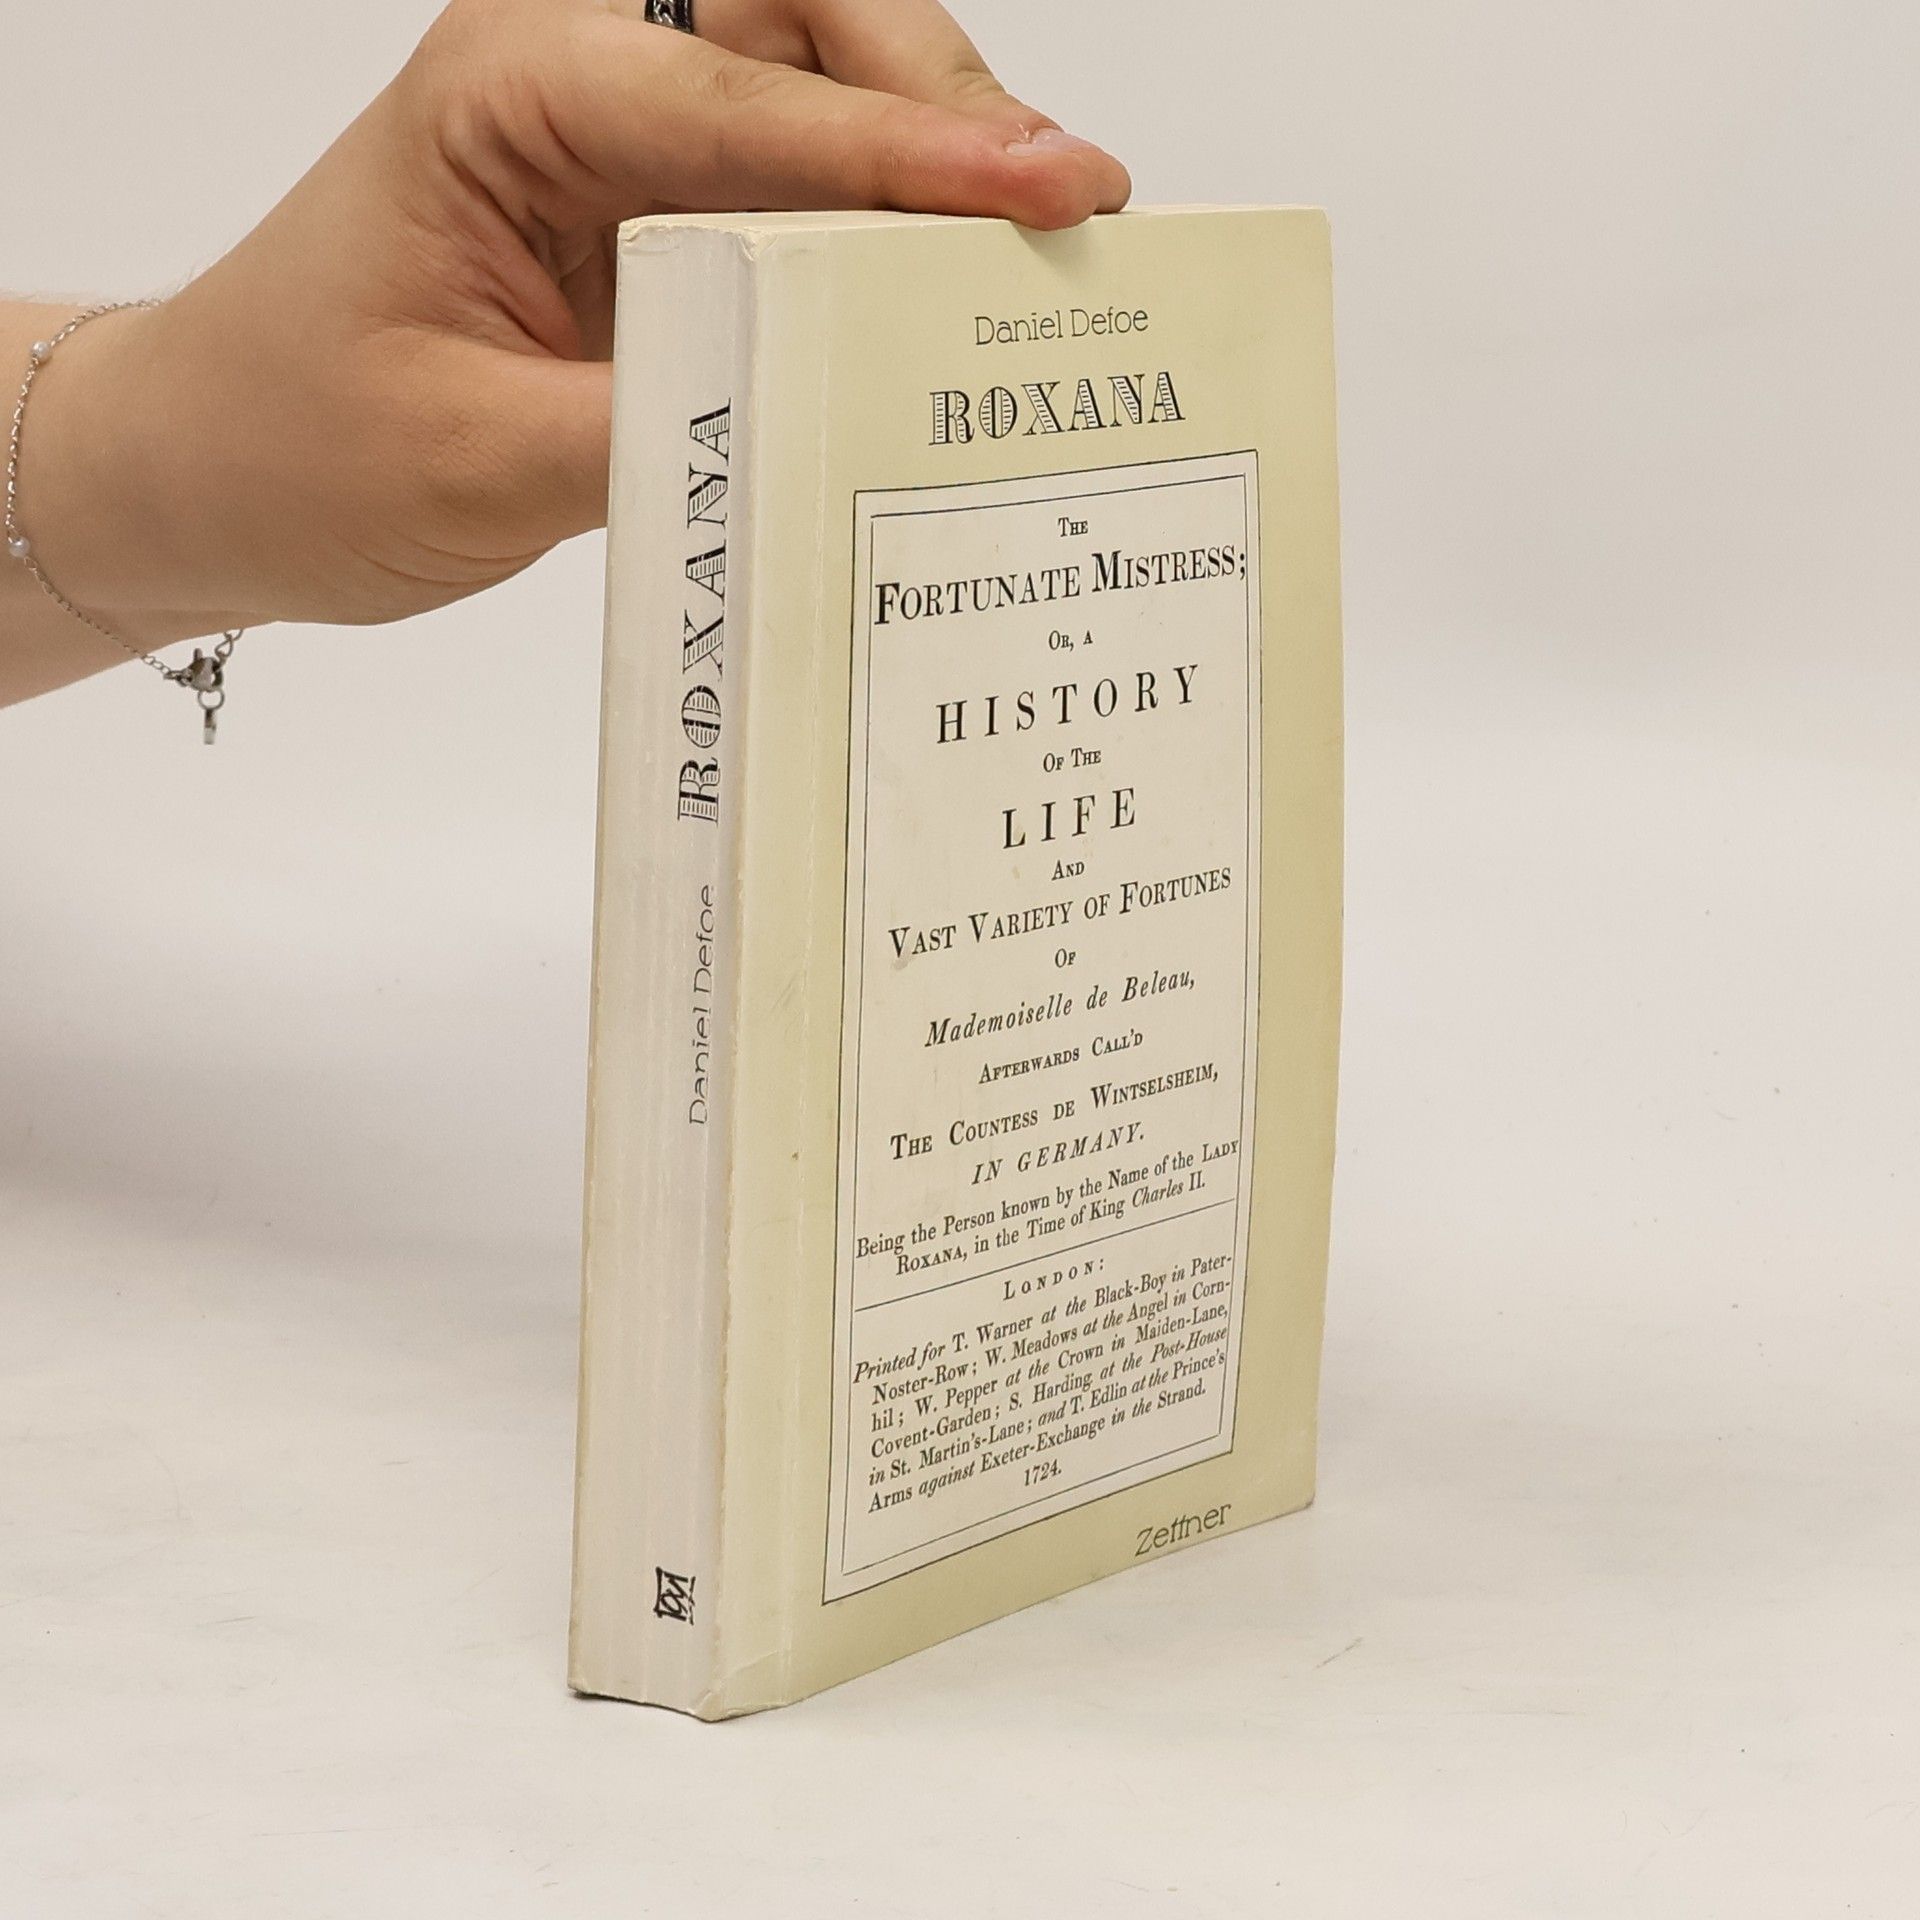 Daniel Defoe
ROXANA
THE
FORTUNATE MISTRESS;
OR, A
HISTORY
OF THE
LIFE
AND
VAST VARIETY OF FORTUNES
OF
Mademoiselle de Beleau,
AFTERWARDS CALL'D
THE COUNTESS DE WINTSELSHEIM,
IN GERMANY.
Being the Person known by the Name of the LADY
ROXANA, in the Time of King Charles II.
LONDON:
Printed for T. Warner at the Black-Boy in Pater-
Noster-Row; W. Meadows at the Angel in Corn-
hil; W. Pepper at the Crown in Maiden-Lane,
Covent-Garden; S. Harding at the Post-House
in St. Martin's-Lane; and T. Edlin at the Prince's
Arms against Exeter-Exchange in the Strand.
1724.
Zettner
Daniel Defoe ROXANA